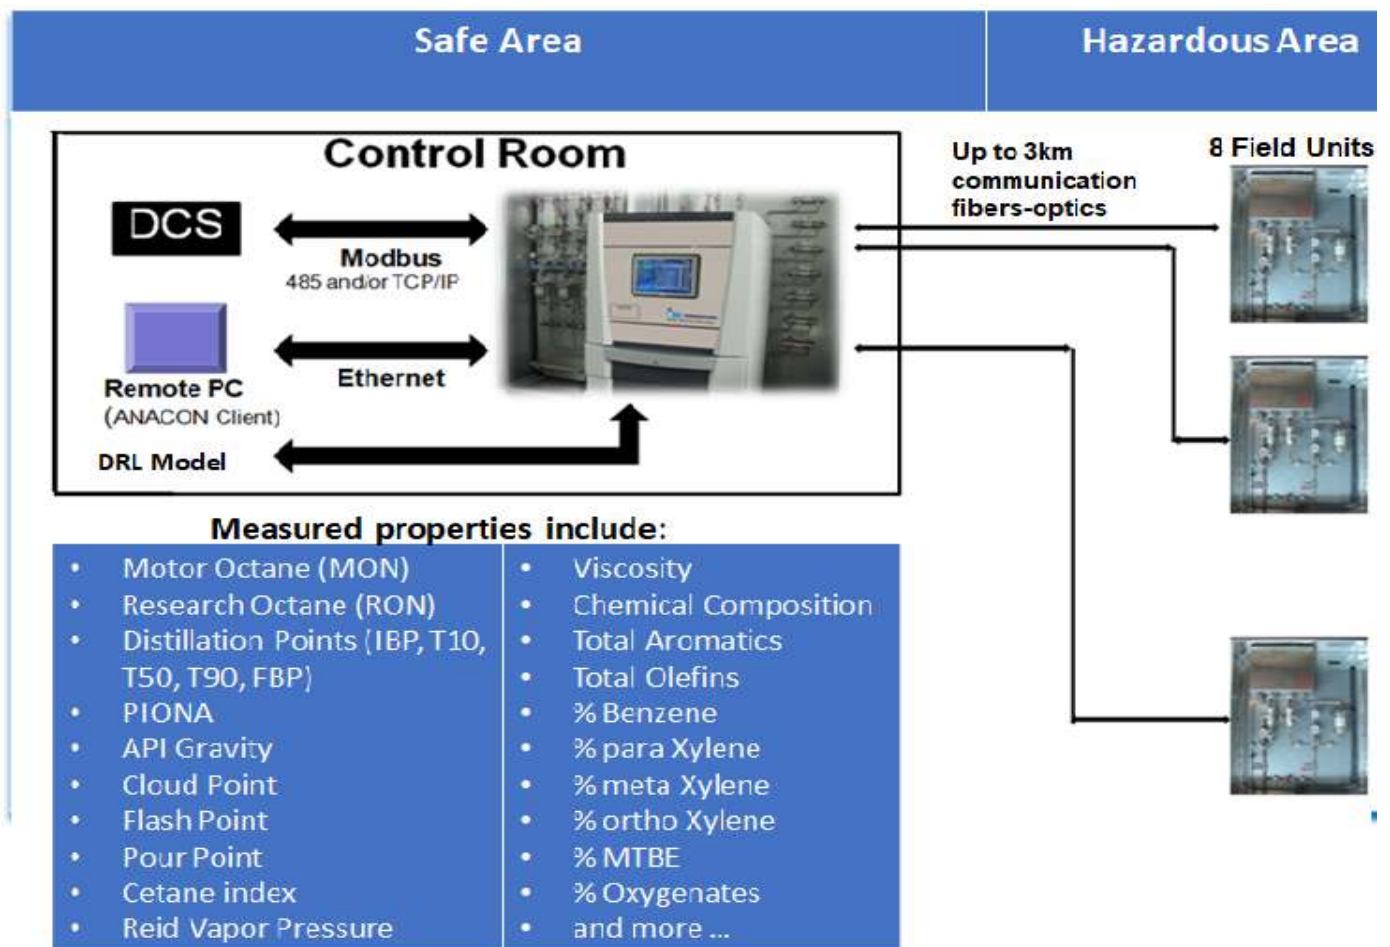 Safe Area
Hazardous Area
Control Room
DCS
Modbus
485 and/or TCP/IP
Remote PC
(ANACON Client)
Ethernet
DRL Model
Up to 3km
communication
fibers-optics
8 Field Units
Measured properties include:
• Motor Octane (MON)
• Research Octane (RON)
• Distillation Points (IBP, T10,
T50, T90, FBP)
• PIONA
• API Gravity
• Cloud Point
• Flash Point
• Pour Point
• Cetane index
• Reid Vapor Pressure
• Viscosity
• Chemical Composition
• Total Aromatics
• Total Olefins
• % Benzene
• % para Xylene
• % meta Xylene
• % ortho Xylene
• % MTBE
• % Oxygenates
• and more ...